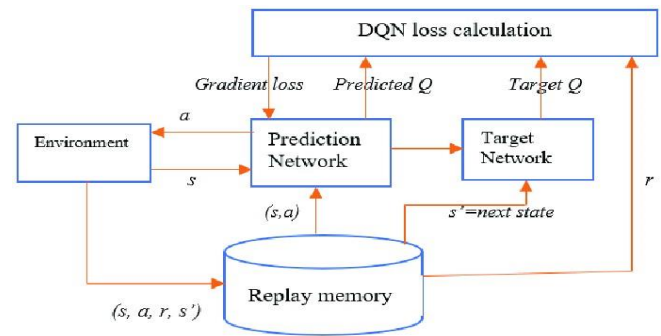 DQN loss calculation
Gradient loss
Predicted Q
Target Q
a
Environment
Prediction
Network
Target
Network
s
r
(s,a)
s'=next state
Replay memory
(s, a, r, s')